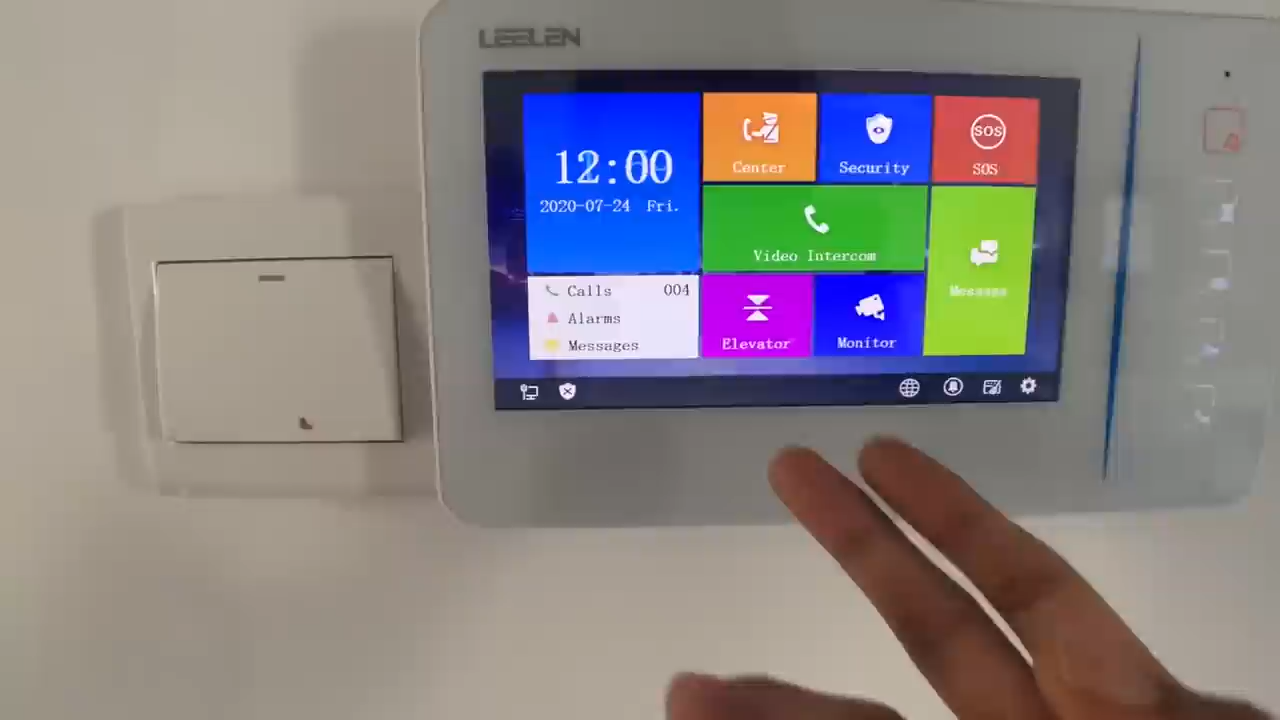 LEELEN
12:00
2020-07-24 Fri.
Calls 004
Alarms
Messages
Center
Security
SOS
SOS
Video Intercom
Message
Elevator
Monitor